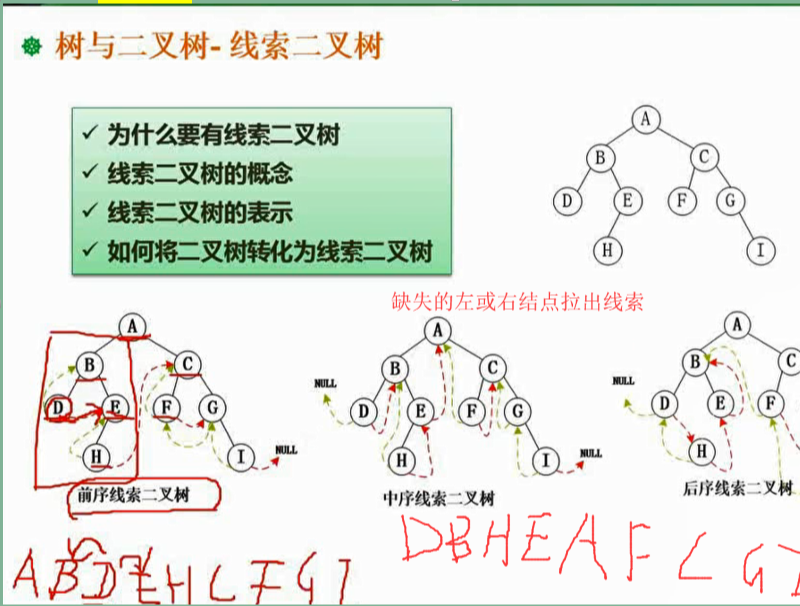 树与二叉树- 线索二叉树
✓ 为什么要有线索二叉树
✓ 线索二叉树的概念
✓ 线索二叉树的表示
✓ 如何将二叉树转化为线索二叉树
A
B C
D E F G
H I
缺失的左或右结点拉出线索
A
B C
D E F G
H I NULL
前序线索二叉树
A
NULL B C
D E F G
H I NULL
中序线索二叉树
A
NULL B C
D E F
H
后序线索二叉树
ABDEHCFGI
DBHEAFCGI